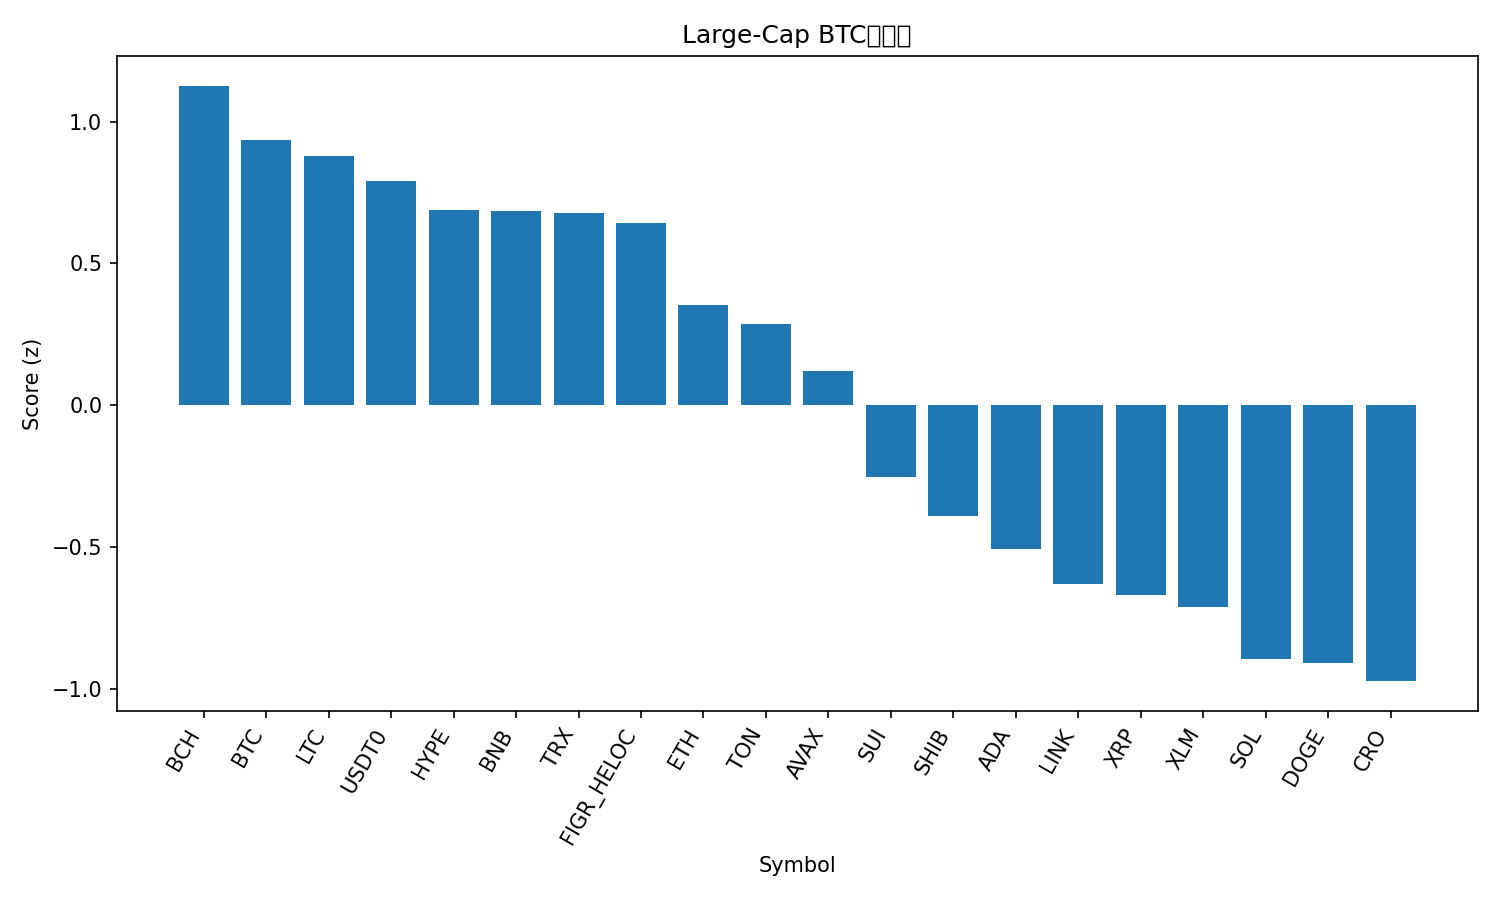 Large-Cap BTC
1.0
0.5
0.0
−0.5
−1.0
Score (z)
BCH
BTC
LTC
USDT0
HYPE
BNB
TRX
FIGR_HELOC
ETH
TON
AVAX
SUI
SHIB
ADA
LINK
XRP
XLM
SOL
DOGE
CRO
Symbol